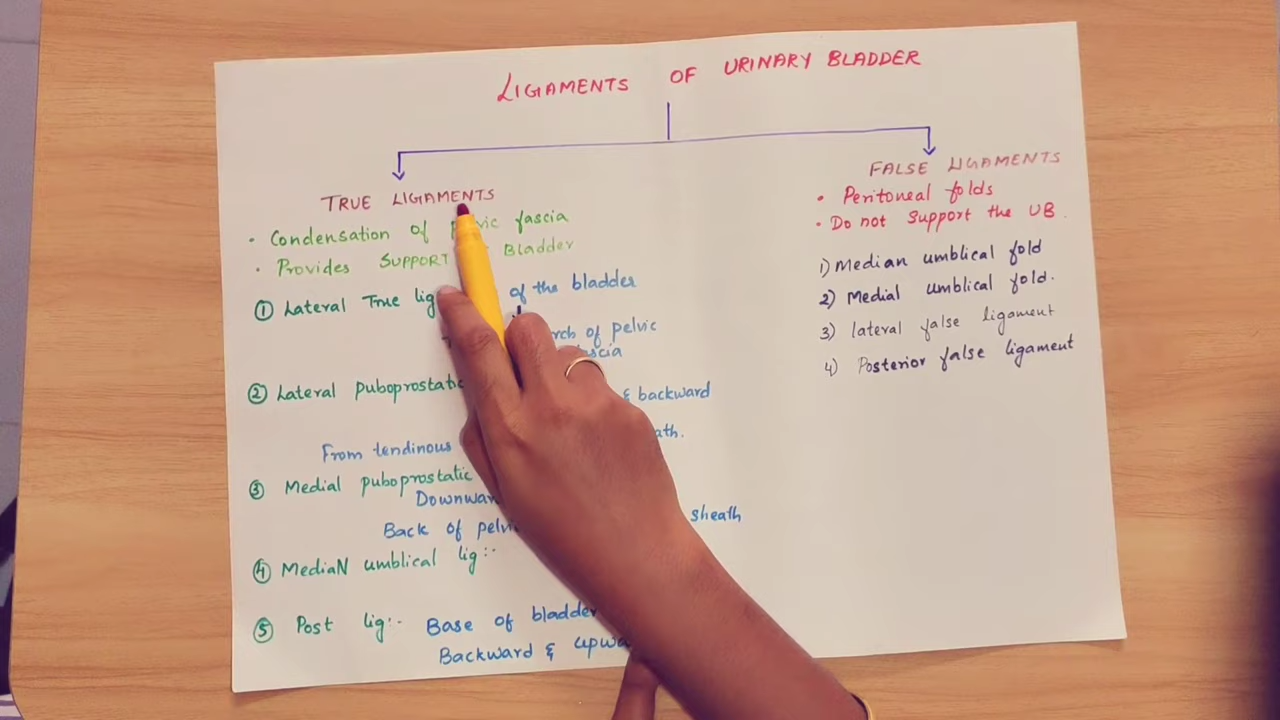 LIGAMENTS OF URINARY BLADDER
TRUE LIGAMENTS
• Condensation of fascia
• Provides SUPPORT Bladder
① Lateral True lig of the bladder
of pelvic
② Lateral puboprostatic
& backward
From tendinous
③ Medial puboprostatic
Back of sheath
④ MediaN umblical lig:-
⑤ Post lig:- Base of bladder
Backward &
FALSE LIGAMENTS
• Peritoneal folds
• Do not Support the UB.
1) Median umblical fold
2) Medial umblical fold.
3) lateral false ligament
4) Posterior false ligament